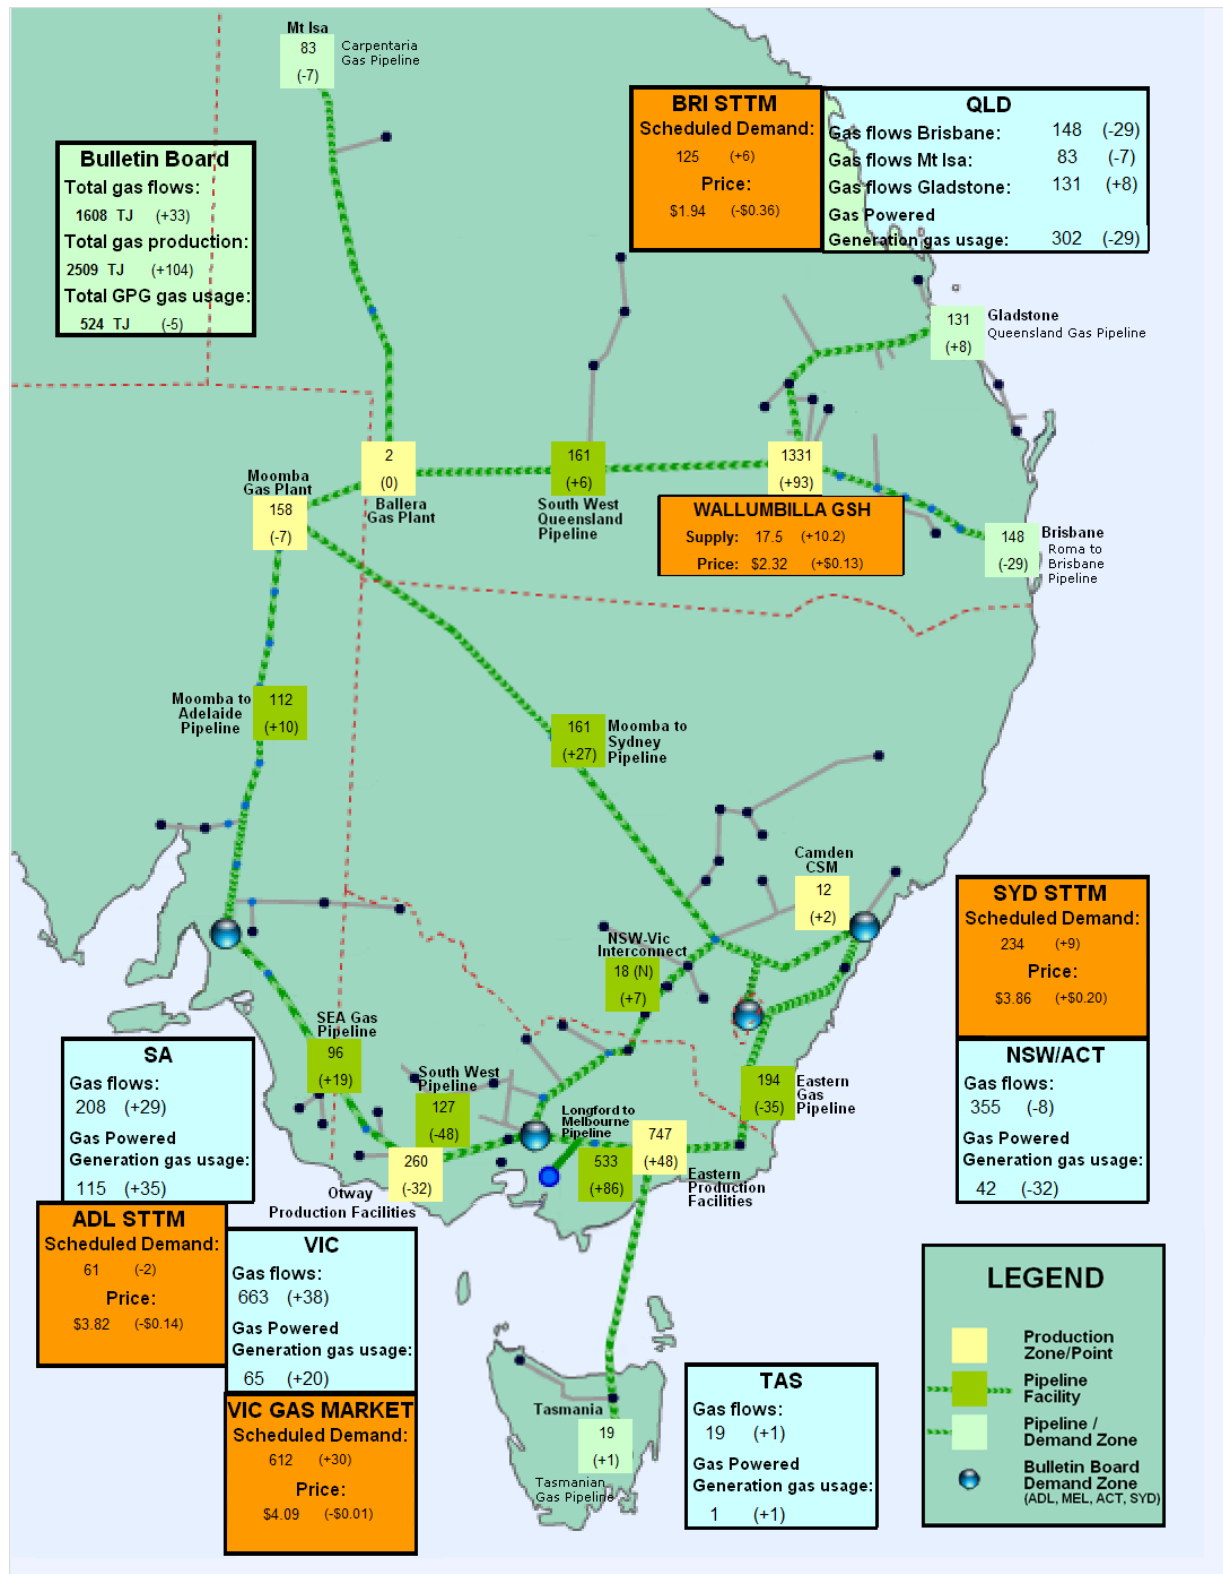 Mt Isa
83
(-7)
Carpentaria
Gas Pipeline
BRI STTM
Scheduled Demand:
125 (+6)
Price:
$1.94 (-$0.36)
QLD
Gas flows Brisbane: 148 (-29)
Gas flows Mt Isa: 83 (-7)
Gas flows Gladstone: 131 (+8)
Gas Powered
Generation gas usage: 302 (-29)
Bulletin Board
Total gas flows:
1608 TJ (+33)
Total gas production:
2509 TJ (+104)
Total GPG gas usage:
524 TJ (-5)
131
(+8)
Gladstone
Queensland Gas Pipeline
2
(0)
Ballera
Gas Plant
161
(+6)
South West
Queensland
Pipeline
1331
(+93)
Moomba
Gas Plant
158
(-7)
WALLUMBILLA GSH
Supply: 17.5 (+10.2)
Price: $2.32 (+$0.13)
148
(-29)
Brisbane
Roma to
Brisbane
Pipeline
Moomba to
Adelaide
Pipeline
112
(+10)
161
(+27)
Moomba to
Sydney
Pipeline
Camden
CSM
12
(+2)
SYD STTM
Scheduled Demand:
234 (+9)
Price:
$3.86 (+$0.20)
NSW-Vic
Interconnect
18 (N)
(+7)
SEA Gas
Pipeline
96
(+19)
SA
Gas flows:
208 (+29)
Gas Powered
Generation gas usage:
115 (+35)
South West
Pipeline
127
(-48)
Longford to
Melbourne
Pipeline
533
(+86)
747
(+48)
Eastern
Production
Facilities
194
(-35)
Eastern
Gas
Pipeline
NSW/ACT
Gas flows:
355 (-8)
Gas Powered
Generation gas usage:
42 (-32)
260
(-32)
Otway
Production Facilities
ADL STTM
Scheduled Demand:
61 (-2)
Price:
$3.82 (-$0.14)
VIC
Gas flows:
663 (+38)
Gas Powered
Generation gas usage:
65 (+20)
VIC GAS MARKET
Scheduled Demand:
612 (+30)
Price:
$4.09 (-$0.01)
Tasmania
19
(+1)
Tasmanian
Gas Pipeline
TAS
Gas flows:
19 (+1)
Gas Powered
Generation gas usage:
1 (+1)
LEGEND
Production
Zone/Point
Pipeline
Facility
Pipeline /
Demand Zone
Bulletin Board
Demand Zone
(ADL, MEL, ACT, SYD)